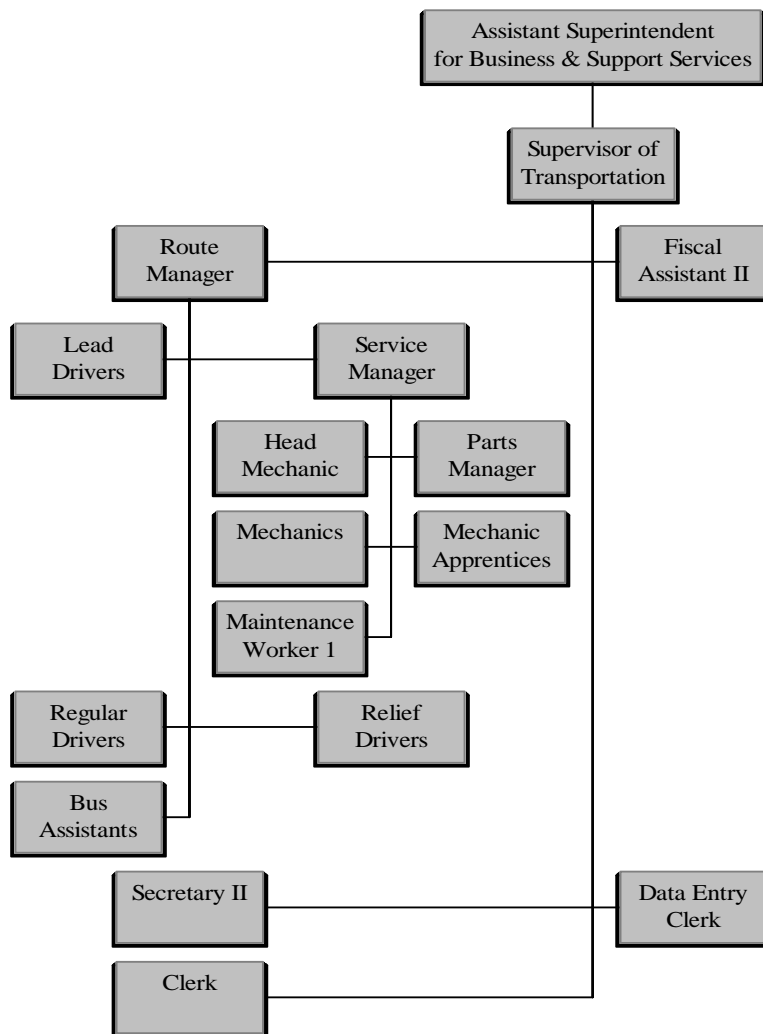 Assistant Superintendent
for Business & Support Services
Supervisor of
Transportation
Route
Manager
Fiscal
Assistant II
Lead
Drivers
Service
Manager
Head
Mechanic
Parts
Manager
Mechanics
Mechanic
Apprentices
Maintenance
Worker 1
Regular
Drivers
Relief
Drivers
Bus
Assistants
Secretary II
Data Entry
Clerk
Clerk